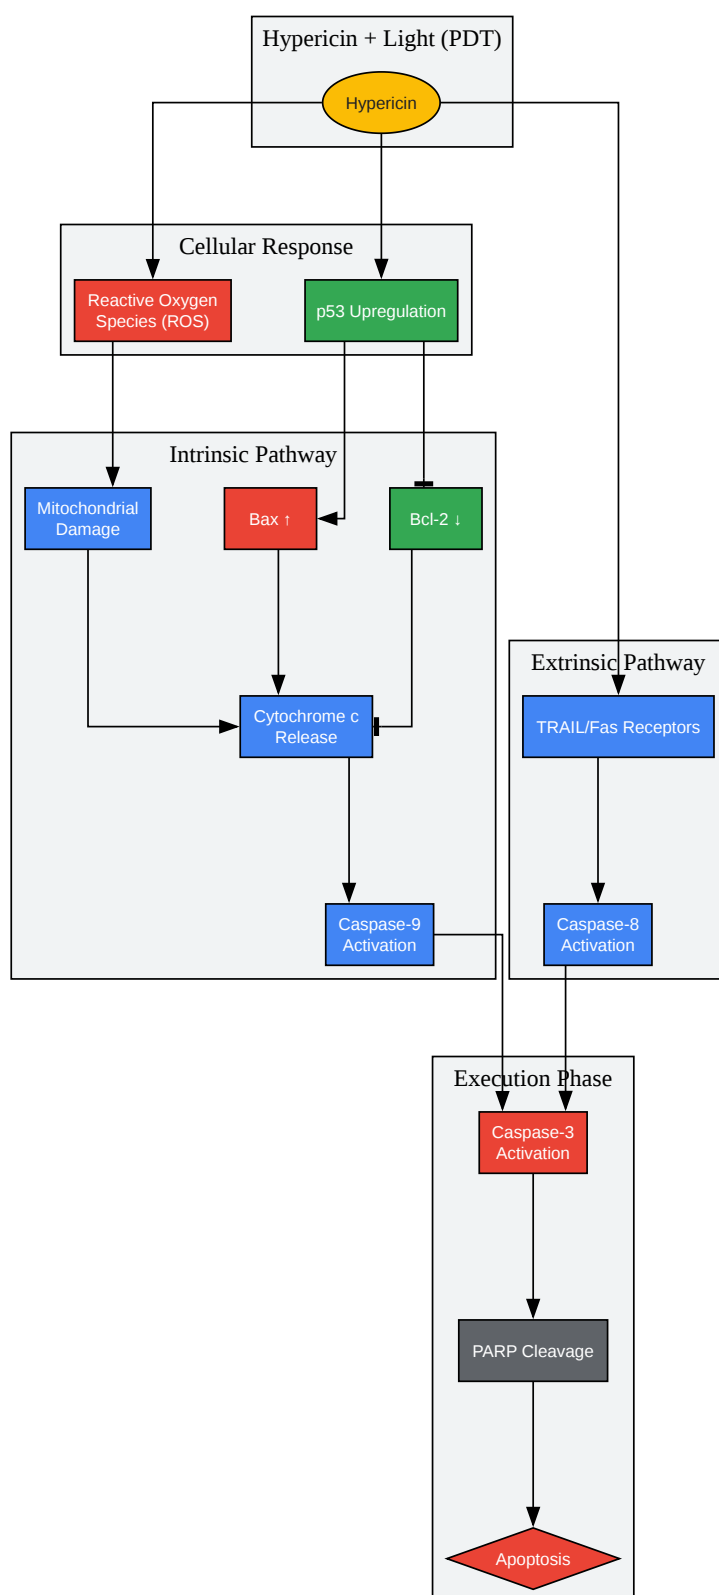 Hypericin + Light (PDT)
Hypericin
Cellular Response
Reactive Oxygen
Species (ROS)
p53 Upregulation
Intrinsic Pathway
Mitochondrial
Damage
Bax ↑
Bcl-2 ↓
Cytochrome c
Release
Extrinsic Pathway
TRAIL/Fas Receptors
Caspase-9
Activation
Caspase-8
Activation
Execution Phase
Caspase-3
Activation
PARP Cleavage
Apoptosis